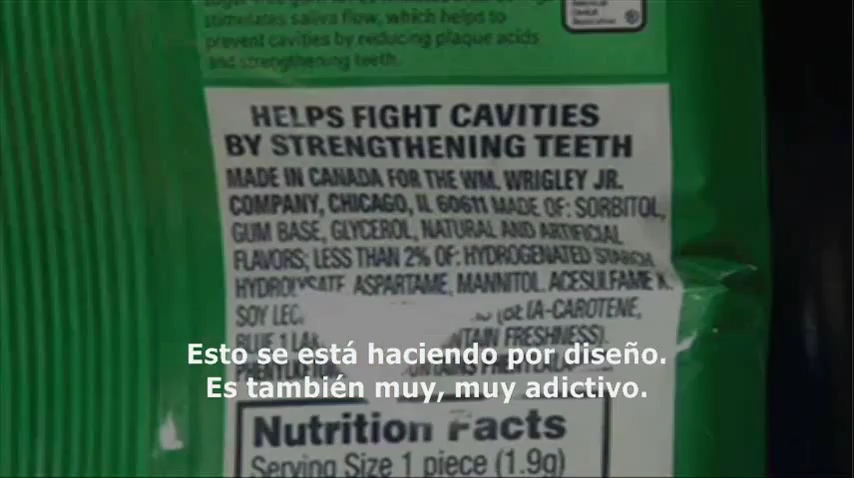 stimulates saliva flow, which helps to
prevent cavities by reducing plaque acids
and strengthening teeth.
HELPS FIGHT CAVITIES
BY STRENGTHENING TEETH
MADE IN CANADA FOR THE WM. WRIGLEY JR.
COMPANY, CHICAGO, IL 60611 MADE OF: SORBITOL,
GUM BASE, GLYCEROL, NATURAL AND ARTIFICIAL
FLAVORS; LESS THAN 2% OF: HYDROGENATED STARCH
HYDROLYSATE, ASPARTAME, MANNITOL, ACESULFAME K,
SOY
BLUE 1 FRESHNESS).
Esto se está haciendo por diseño.
Es también muy, muy adictivo.
Nutrition Facts
Serving Size 1 piece (1.9g)